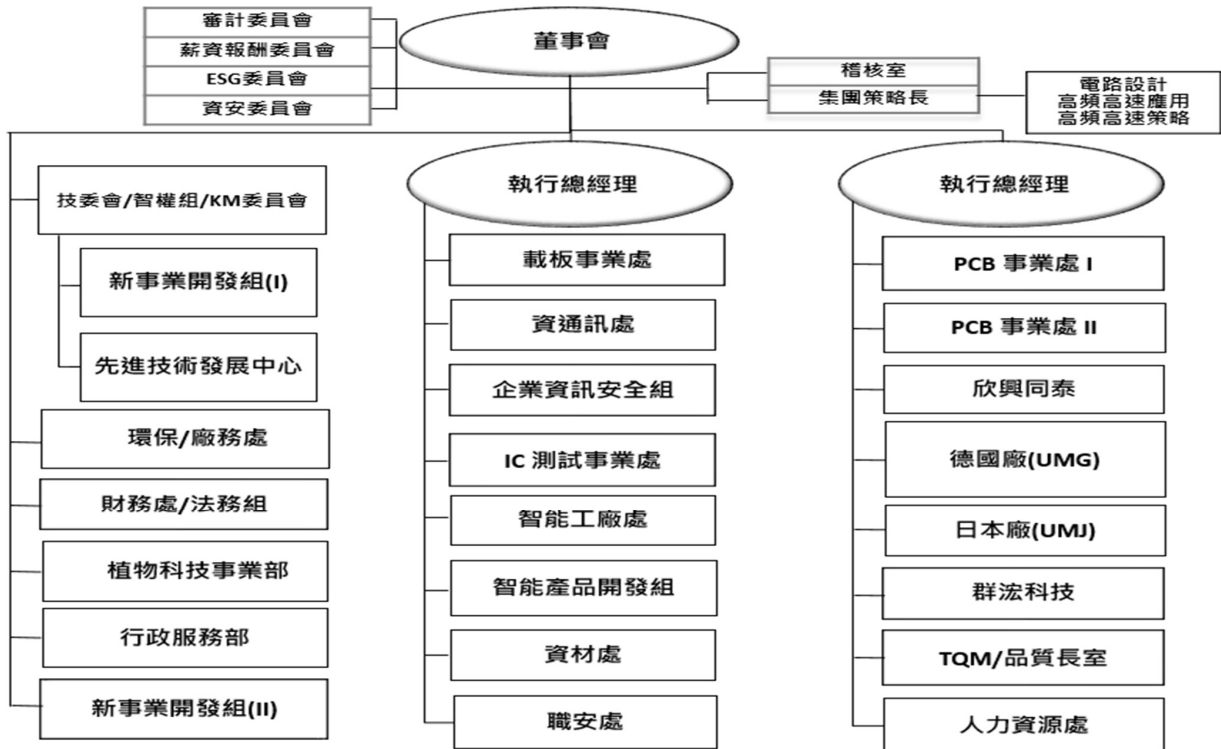 審計委員會
薪資報酬委員會
ESG委員會
資安委員會
董事會
稽核室
集團策略長
電路設計
高頻高速應用
高頻高速策略
技委會/智權組/KM委員會
新事業開發組(I)
先進技術發展中心
環保/廠務處
財務處/法務組
植物科技事業部
行政服務部
新事業開發組(II)
執行總經理
載板事業處
資通訊處
企業資訊安全組
IC 測試事業處
智能工廠處
智能產品開發組
資材處
職安處
執行總經理
PCB 事業處 I
PCB 事業處 II
欣興同泰
德國廠(UMG)
日本廠(UMJ)
群浤科技
TQM/品質長室
人力資源處